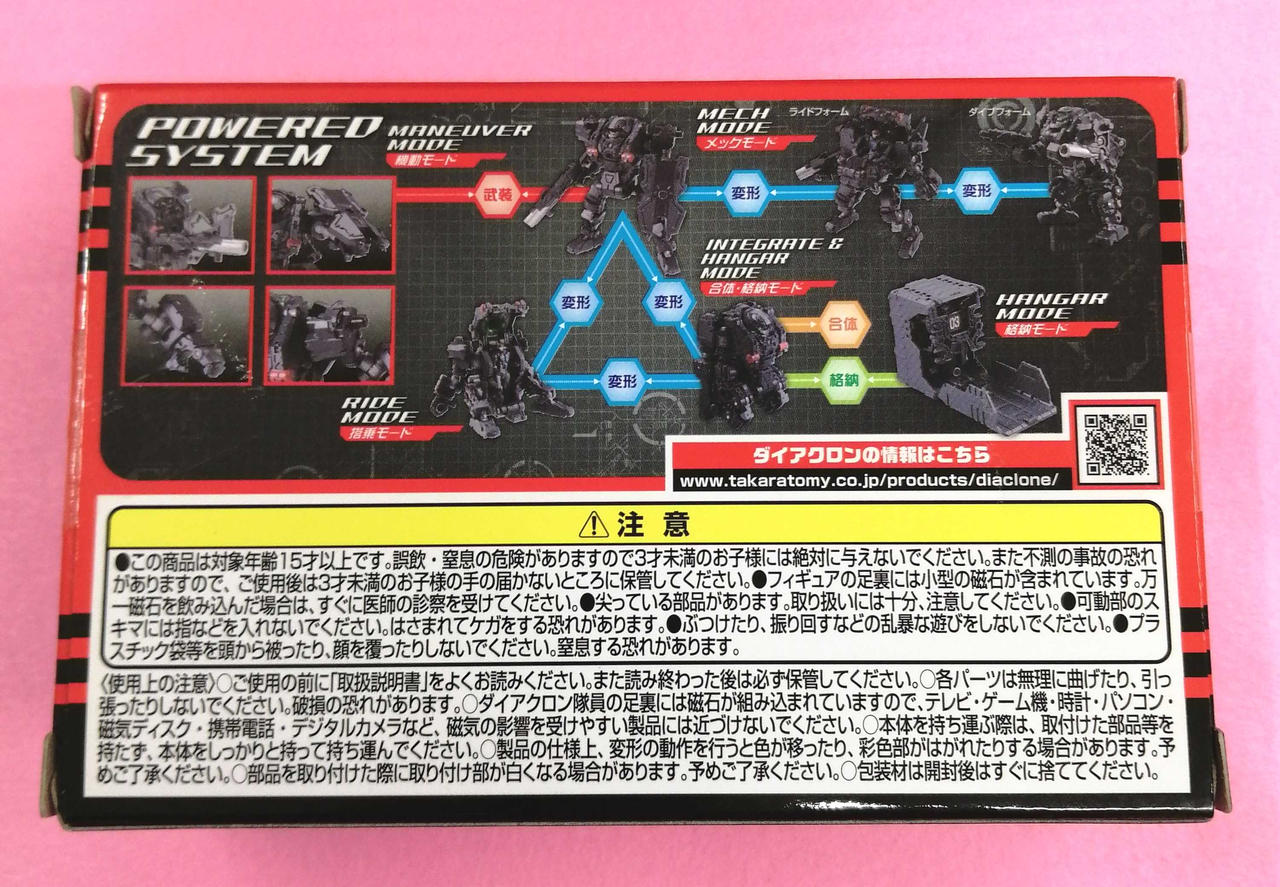 POWERED
SYSTEM
MANEUVER
MODE
機動モード
武装
MECH
MODE
メックモード
ライドフォーム
ダイブフォーム
変形
変形
INTEGRATE &
HANGAR
MODE
合体・格納モード
変形
変形
合体
HANGAR
MODE
格納モード
03
変形
格納
RIDE
MODE
搭乗モード
ダイアクロンの情報はこちら
www.takaratomy.co.jp/products/diaclone/
⚠注意
●この商品は対象年齢15才以上です。誤飲・窒息の危険がありますので3才未満のお子様には絶対に与えないでください。また不測の事故の恐れ
がありますので、ご使用後は3才未満のお子様の手の届かないところに保管してください。●フィギュアの足裏には小型の磁石が含まれています。万
一磁石を飲み込んだ場合は、すぐに医師の診察を受けてください。●尖っている部品があります。取り扱いには十分、注意してください。●可動部のス
キマには指などを入れないでください。はさまれてケガをする恐れがあります。●ぶつけたり、振り回すなどの乱暴な遊びをしないでください。●プラ
スチック袋等を頭から被ったり、顔を覆ったりしないでください。窒息する恐れがあります。
〈使用上の注意〉○ご使用の前に「取扱説明書」をよくお読みください。また読み終わった後は必ず保管してください。○各パーツは無理に曲げたり、引っ
張ったりしないでください。破損の恐れがあります。○ダイアクロン隊員の足裏には磁石が組み込まれていますので、テレビ・ゲーム機・時計・パソコン・
磁気ディスク・携帯電話・デジタルカメラなど、磁気の影響を受けやすい製品には近づけないでください。○本体を持ち運ぶ際は、取付けた部品等を
持たず、本体をしっかりと持って持ち運んでください。○製品の仕様上、変形の動作を行うと色が移ったり、彩色部がはがれたりする場合があります。予
めご了承ください。○部品を取り付けた際に取り付け部が白くなる場合があります。予めご了承ください。○包装材は開封後はすぐに捨ててください。